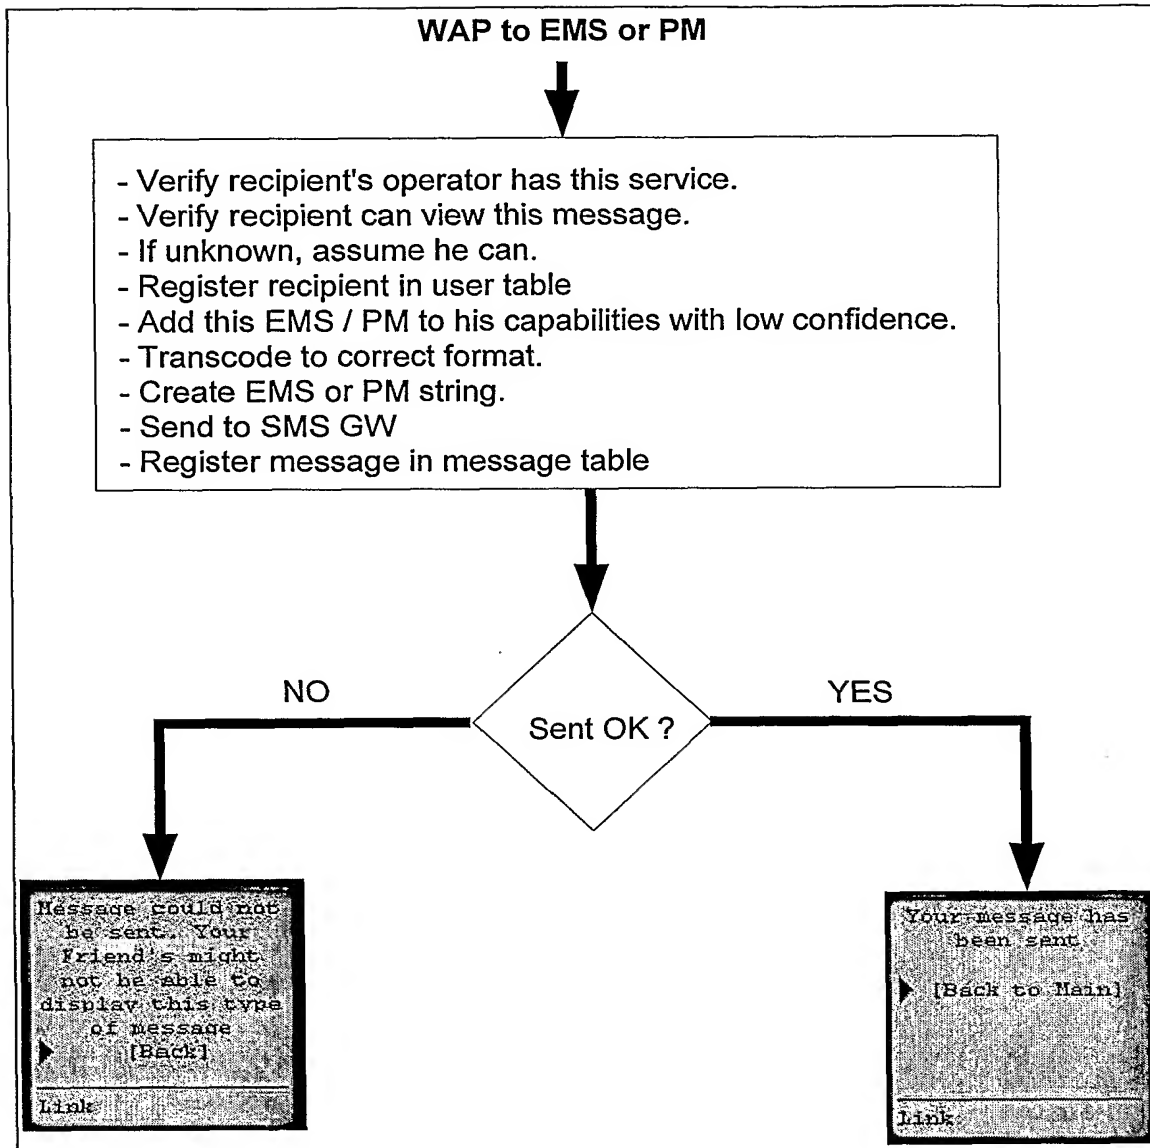 WAP to EMS or PM
- Verify recipient's operator has this service.
- Verify recipient can view this message.
- If unknown, assume he can.
- Register recipient in user table
- Add this EMS / PM to his capabilities with low confidence.
- Transcode to correct format.
- Create EMS or PM string.
- Send to SMS GW
- Register message in message table
NO
YES
Sent OK ?
Message could not
be sent. Your
Friend's might
not be able to
display this type
of message
[Back]
Link
Your message has
been sent
[Back to Main]
Link